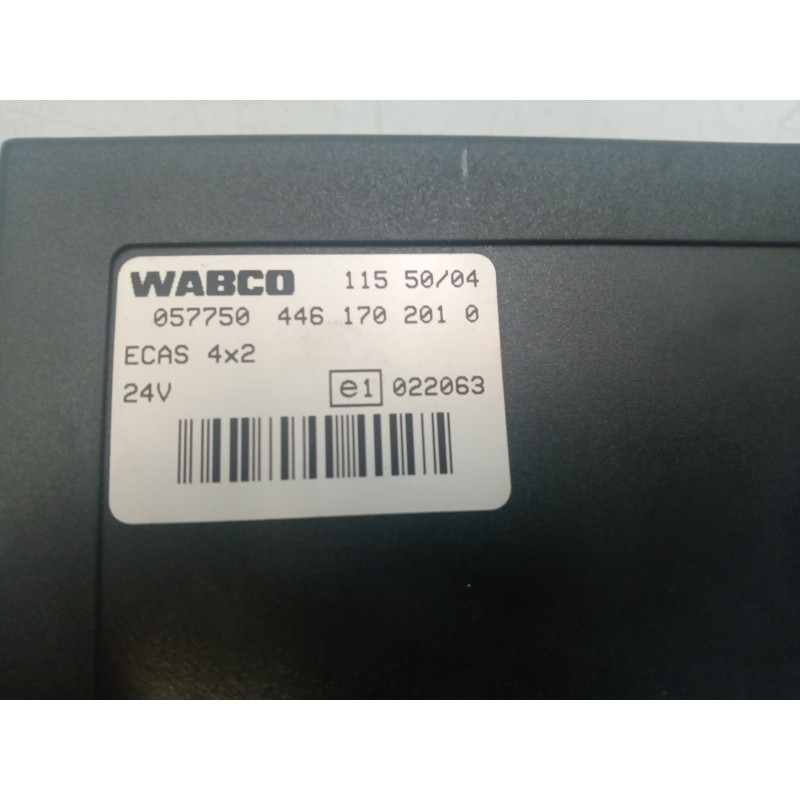 WABCO 115 50/04
057750 446 170 201 0
ECAS 4x2
24V e1 022063